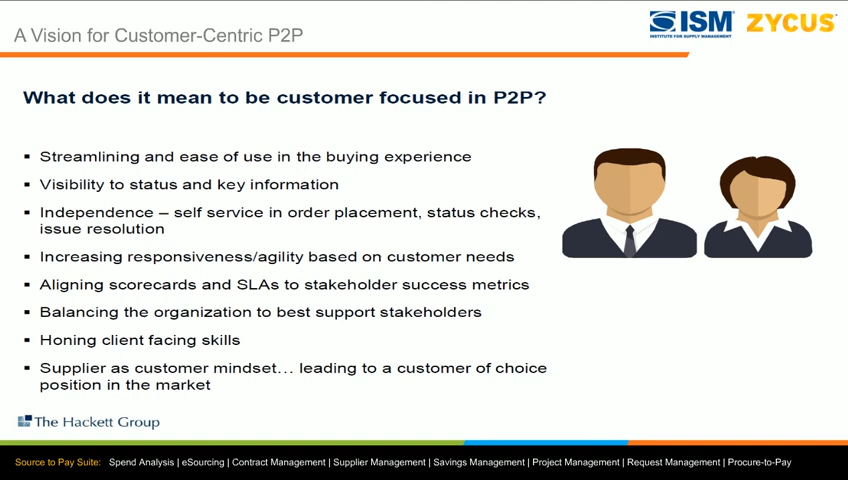 A Vision for Customer-Centric P2P
ISM
INSTITUTE FOR SUPPLY MANAGEMENT
ZYCUS
What does it mean to be customer focused in P2P?
▪ Streamlining and ease of use in the buying experience
▪ Visibility to status and key information
▪ Independence – self service in order placement, status checks,
issue resolution
▪ Increasing responsiveness/agility based on customer needs
▪ Aligning scorecards and SLAs to stakeholder success metrics
▪ Balancing the organization to best support stakeholders
▪ Honing client facing skills
▪ Supplier as customer mindset… leading to a customer of choice
position in the market
The Hackett Group
Source to Pay Suite: Spend Analysis | eSourcing | Contract Management | Supplier Management | Savings Management | Project Management | Request Management | Procure-to-Pay